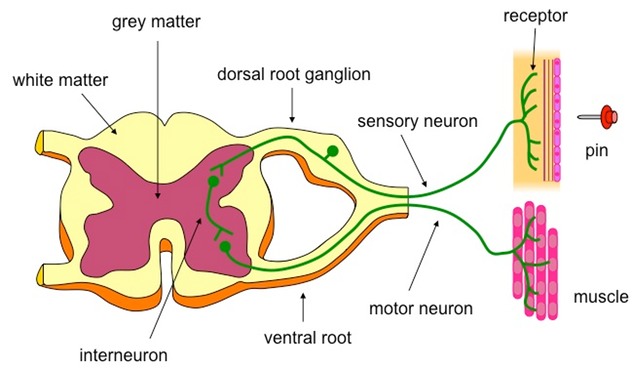 receptor
grey matter
white matter
dorsal root ganglion
sensory neuron
pin
muscle
motor neuron
ventral root
interneuron